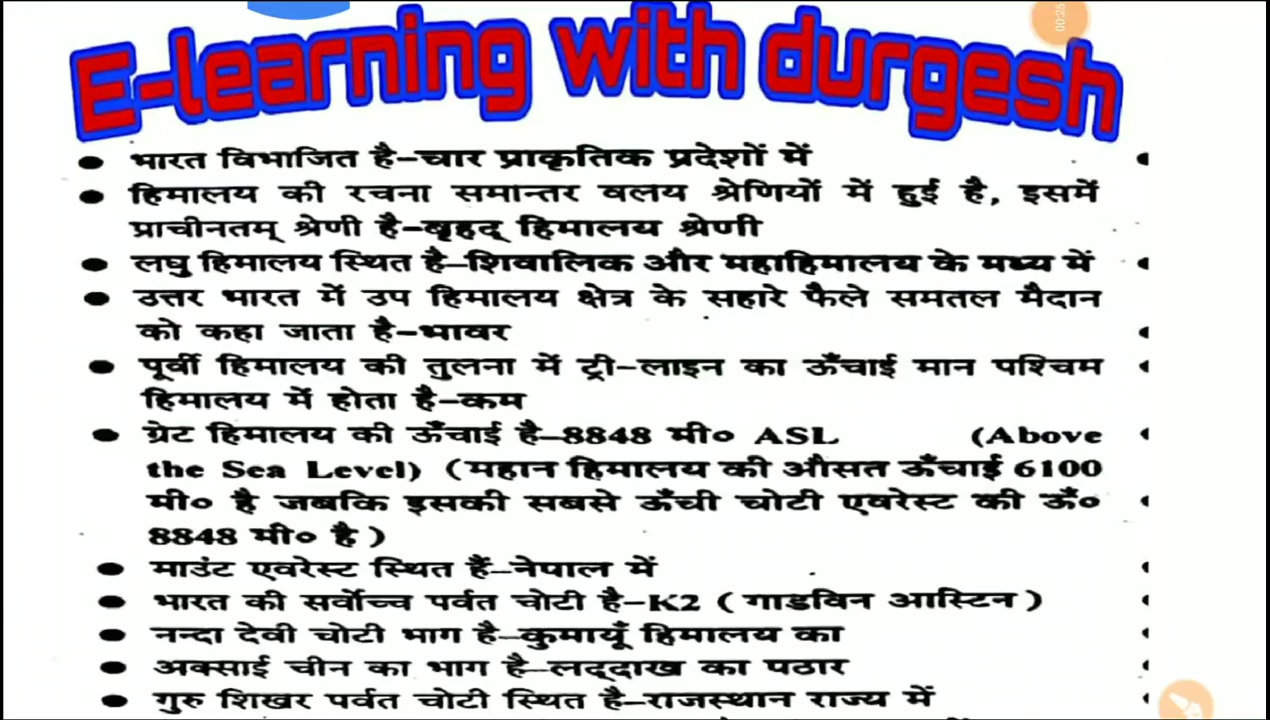 00:25
E-learning with durgesh
● भारत विभाजित है–चार प्राकृतिक प्रदेशों में
● हिमालय की रचना समान्तर वलय श्रेणियों में हुई है, इसमें
प्राचीनतम् श्रेणी है–बृहद् हिमालय श्रेणी
● लघु हिमालय स्थित है–शिवालिक और महाहिमालय के मध्य में
● उत्तर भारत में उप हिमालय क्षेत्र के सहारे फैले समतल मैदान
को कहा जाता है–भावर
● पूर्वी हिमालय की तुलना में ट्री–लाइन का ऊँचाई मान पश्चिम
हिमालय में होता है–कम
● ग्रेट हिमालय की ऊँचाई है–8848 मी० ASL (Above
the Sea Level) (महान हिमालय की औसत ऊँचाई 6100
मी० है जबकि इसकी सबसे ऊँची चोटी एवरेस्ट की ऊँ०
8848 मी० है)
● माउंट एवरेस्ट स्थित हैं–नेपाल में
● भारत की सर्वोच्च पर्वत चोटी है–K2 (गाडविन आस्टिन)
● नन्दा देवी चोटी भाग है–कुमायूँ हिमालय का
● अक्साई चीन का भाग है–लद्दाख का पठार
● गुरु शिखर पर्वत चोटी स्थित है–राजस्थान राज्य में